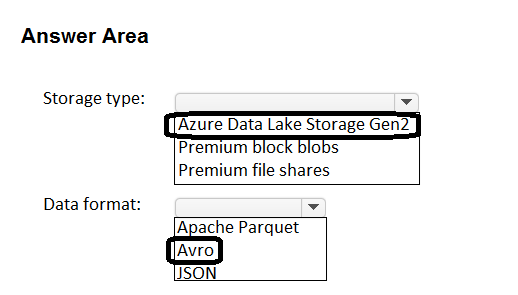 Answer Area
Storage type:
Azure Data Lake Storage Gen2
Premium block blobs
Premium file shares
Data format:
Apache Parquet
Avro
JSON